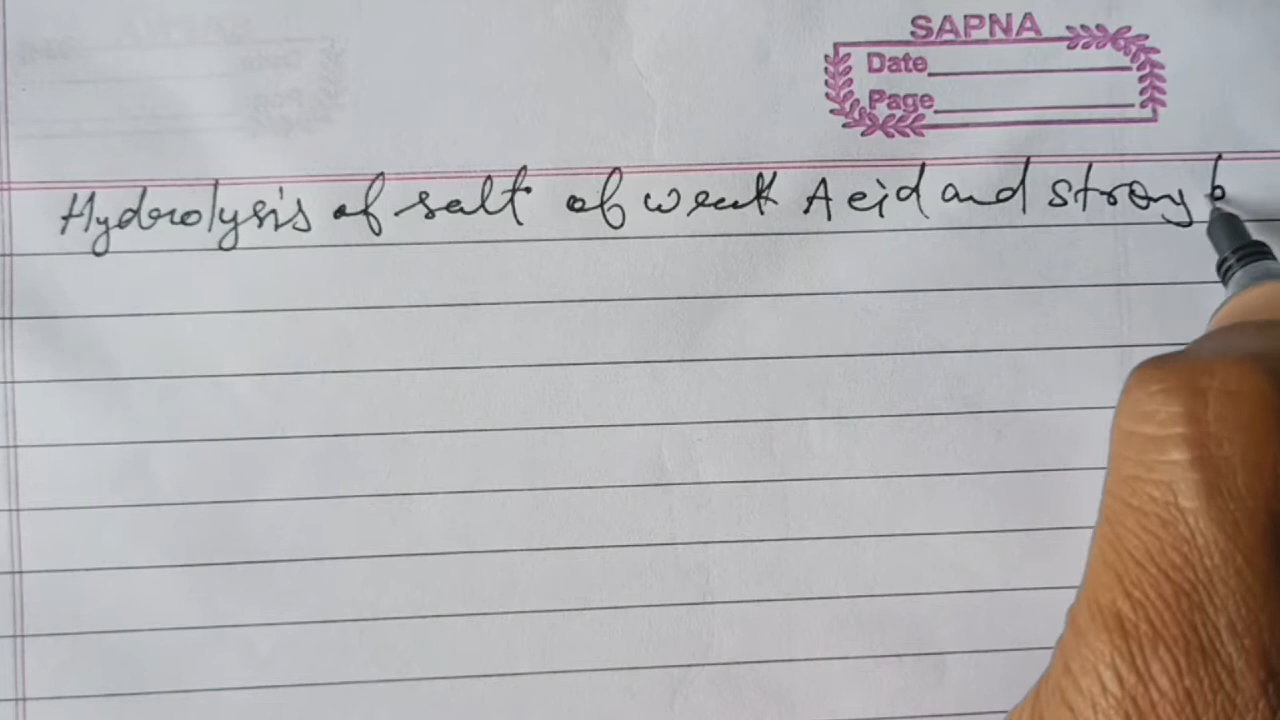 SAPNA
Date
Page
Hydrolysis of salt of weak Acid and strong b